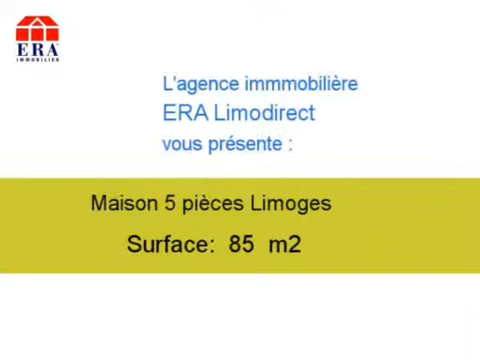 ERA
IMMOBILIER
L'agence immmobilière
ERA Limodirect
vous présente :
Maison 5 pièces Limoges
Surface: 85 m2